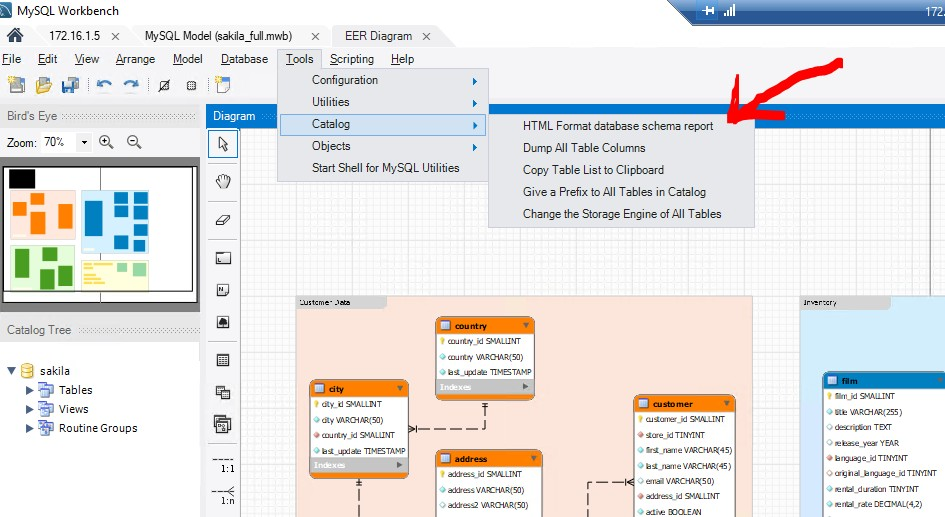 MySQL Workbench
172.
172.16.1.5
MySQL Model (sakila_full.mwb)
EER Diagram
File Edit View Arrange Model Database Tools Scripting Help
Configuration
Utilities
Catalog
Objects
Start Shell for MySQL Utilities
HTML Format database schema report
Dump All Table Columns
Copy Table List to Clipboard
Give a Prefix to All Tables in Catalog
Change the Storage Engine of All Tables
Bird's Eye
Zoom: 70%
Diagram
Catalog Tree
sakila
Tables
Views
Routine Groups
1:1
1:n
Customer Data
country
country_id SMALLINT
country VARCHAR(50)
last_update TIMESTAMP
Indexes
city
city_id SMALLINT
city VARCHAR(50)
country_id SMALLINT
last_update TIMESTAMP
Indexes
address
address_id SMALLINT
address VARCHAR(50)
address2 VARCHAR(50)
customer
customer_id SMALLINT
store_id TINYINT
first_name VARCHAR(45)
last_name VARCHAR(45)
email VARCHAR(50)
address_id SMALLINT
active BOOLEAN
Inventory
film
film_id SMALLINT
title VARCHAR(255)
description TEXT
release_year YEAR
language_id TINYINT
original_language_id TINYINT
rental_duration TINYINT
rental_rate DECIMAL(4,2)